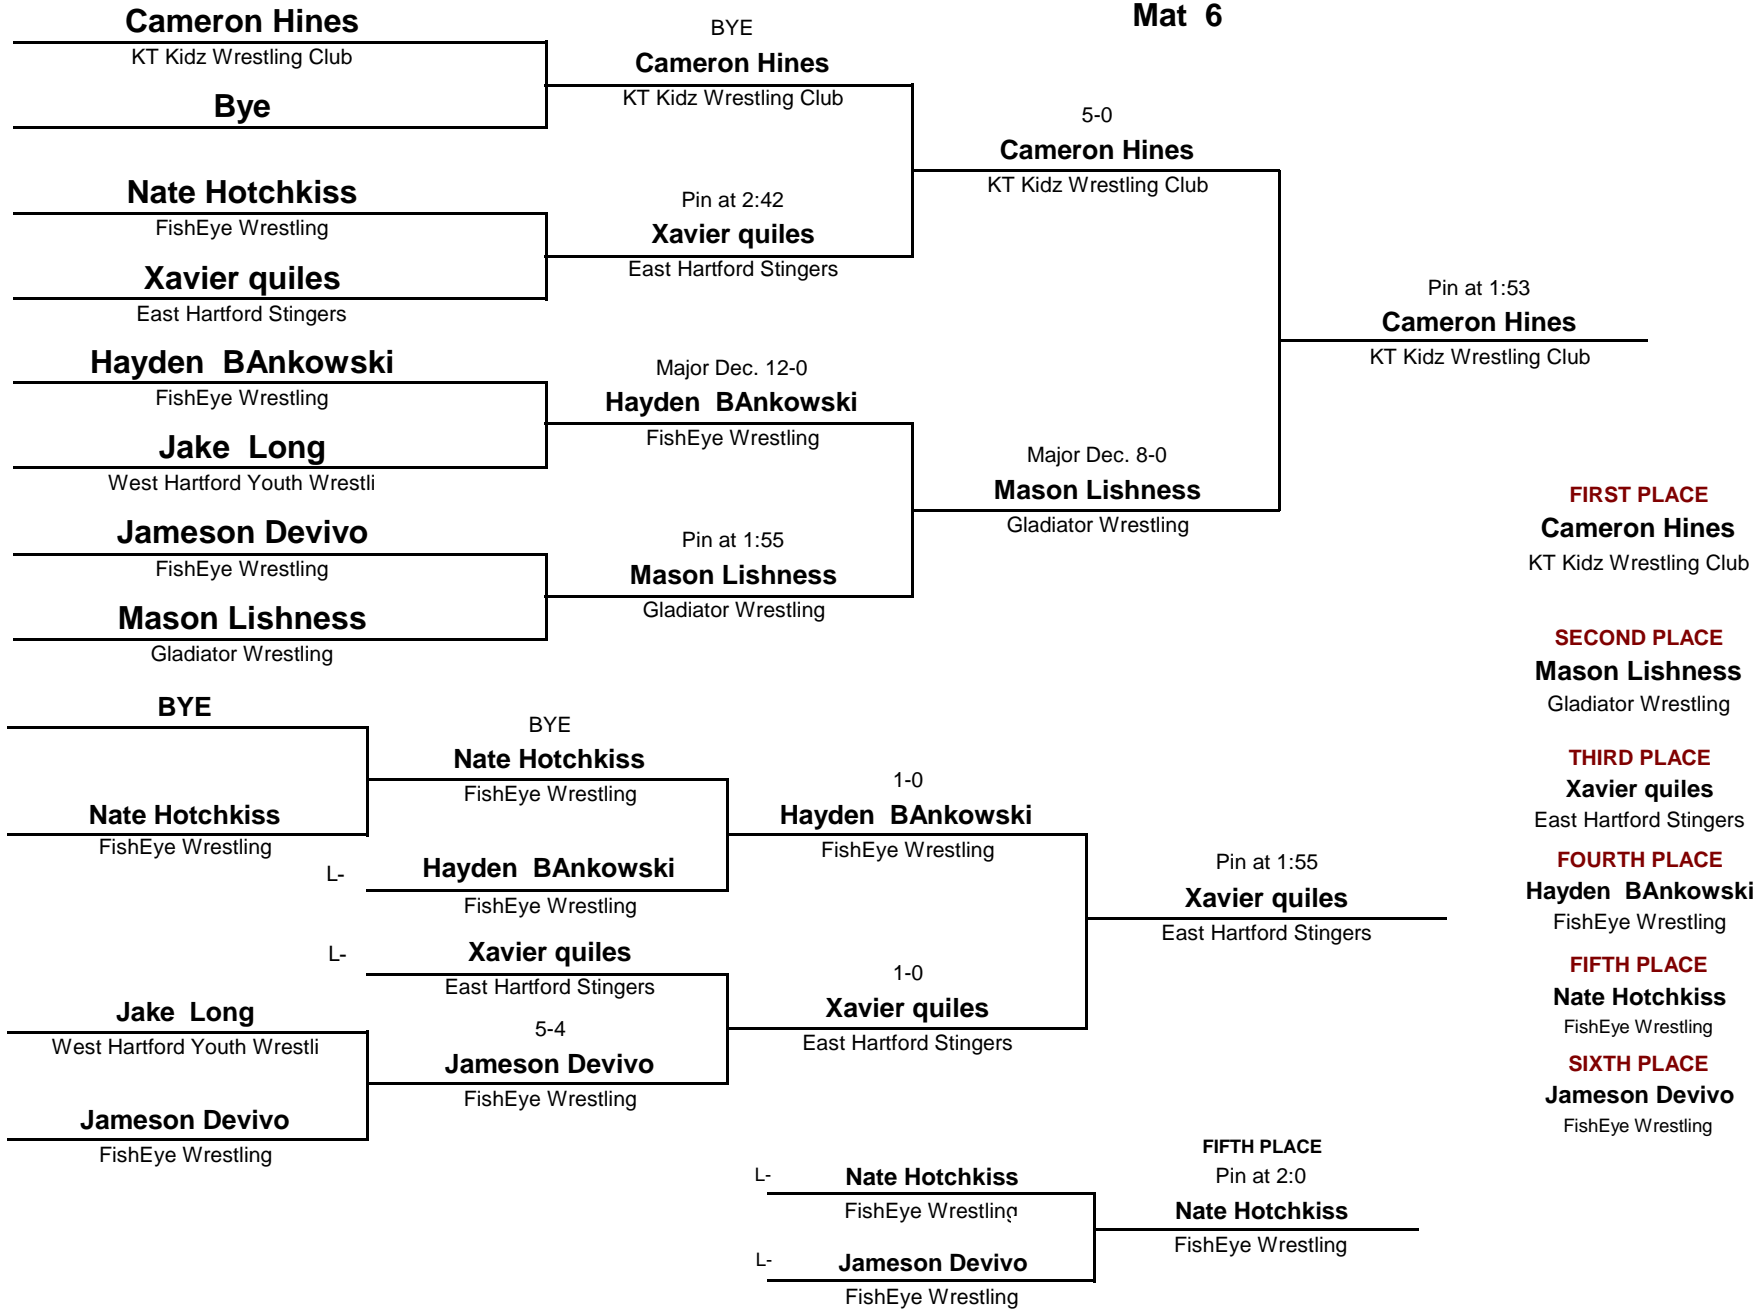 Mat  6
Cameron Hines
KT Kidz Wrestling Club
Bye
Nate Hotchkiss
FishEye Wrestling
Xavier quiles
East Hartford Stingers
Hayden  BAnkowski
FishEye Wrestling
Jake  Long
West Hartford Youth Wrestli
Jameson Devivo
FishEye Wrestling
Mason Lishness
Gladiator Wrestling
BYE
Cameron Hines
KT Kidz Wrestling Club
Pin at 2:42
Xavier quiles
East Hartford Stingers
Major Dec. 12-0
Hayden  BAnkowski
FishEye Wrestling
Pin at 1:55
Mason Lishness
Gladiator Wrestling
5-0
Cameron Hines
KT Kidz Wrestling Club
Major Dec. 8-0
Mason Lishness
Gladiator Wrestling
Pin at 1:53
Cameron Hines
KT Kidz Wrestling Club
BYE
Nate Hotchkiss
FishEye Wrestling
Jake  Long
West Hartford Youth Wrestli
Jameson Devivo
FishEye Wrestling
BYE
Nate Hotchkiss
FishEye Wrestling
L-
Hayden  BAnkowski
FishEye Wrestling
L-
Xavier quiles
East Hartford Stingers
5-4
Jameson Devivo
FishEye Wrestling
1-0
Hayden  BAnkowski
FishEye Wrestling
1-0
Xavier quiles
East Hartford Stingers
Pin at 1:55
Xavier quiles
East Hartford Stingers
L-
Nate Hotchkiss
FishEye Wrestling
L-
Jameson Devivo
FishEye Wrestling
FIFTH PLACE
Pin at 2:0
Nate Hotchkiss
FishEye Wrestling
FIRST PLACE
Cameron Hines
KT Kidz Wrestling Club
SECOND PLACE
Mason Lishness
Gladiator Wrestling
THIRD PLACE
Xavier quiles
East Hartford Stingers
FOURTH PLACE
Hayden  BAnkowski
FishEye Wrestling
FIFTH PLACE
Nate Hotchkiss
FishEye Wrestling
SIXTH PLACE
Jameson Devivo
FishEye Wrestling